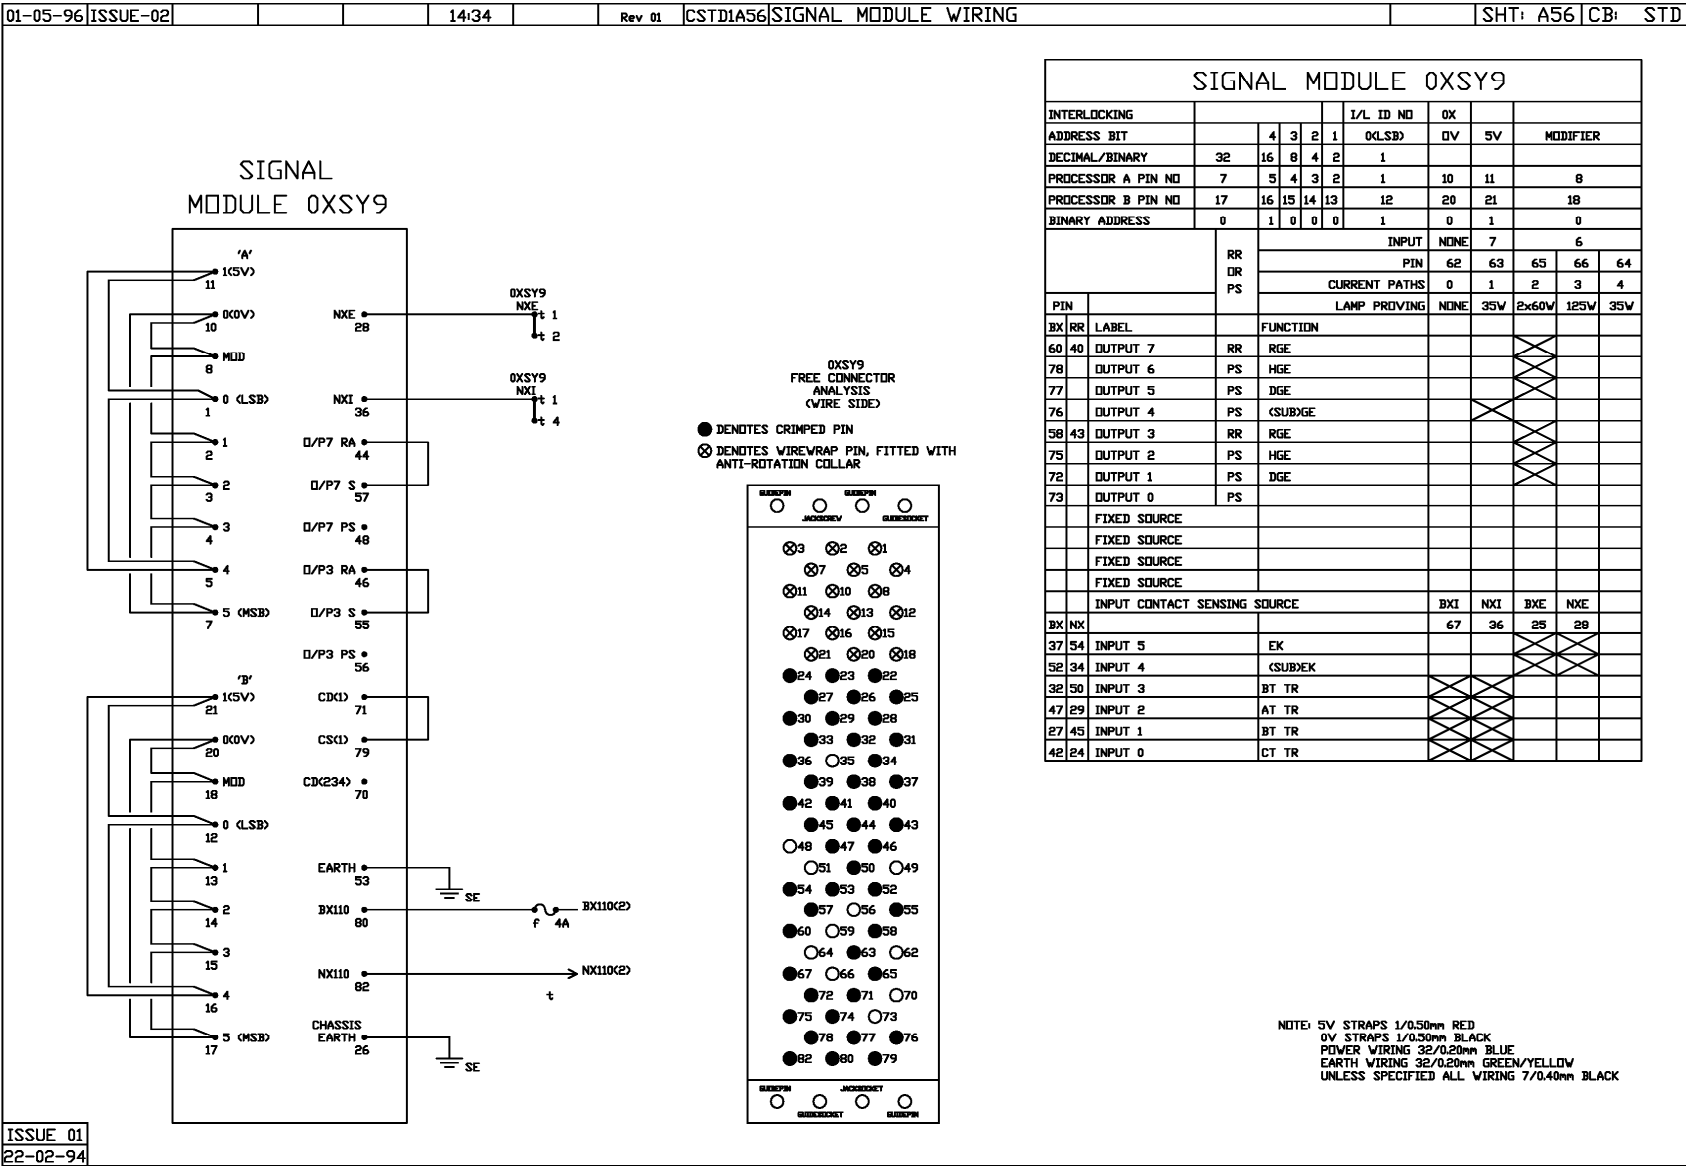 01-05-96 ISSUE-02 14:34 Rev 01 CSTD1A56 SIGNAL MODULE WIRING SHT: A56 CB: STD
SIGNAL
MODULE 0XSY9
'A'
1(5V)
11
0(0V)
10
MOD
8
0 (LSB)
1
1
2
2
3
3
4
4
5
5 (MSB)
7
'B'
1(5V)
21
0(0V)
20
MOD
18
0 (LSB)
12
1
13
2
14
3
15
4
16
5 (MSB)
17
NXE
28
NXI
36
O/P7 RA
44
O/P7 S
57
O/P7 PS
48
O/P3 RA
46
O/P3 S
55
O/P3 PS
56
CD(1)
71
CS(1)
79
CD(234)
70
EARTH
53
BX110
80
NX110
82
CHASSIS
EARTH
26
0XSY9
NXE
t 1
t 2
0XSY9
NXI
t 1
t 4
SE
BX110(2)
f 4A
NX110(2)
t
SE
0XSY9
FREE CONNECTOR
ANALYSIS
(WIRE SIDE)
DENOTES CRIMPED PIN
DENOTES WIREWRAP PIN, FITTED WITH
ANTI-ROTATION COLLAR
GUIDEPIN GUIDEPIN
JACKSCREW GUIDESOCKET
3 2 1
7 5 4
11 10 8
14 13 12
17 16 15
21 20 18
24 23 22
27 26 25
30 29 28
33 32 31
36 35 34
39 38 37
42 41 40
45 44 43
48 47 46
51 50 49
54 53 52
57 56 55
60 59 58
64 63 62
67 66 65
72 71 70
75 74 73
78 77 76
82 80 79
GUIDEPIN JACKSOCKET
GUIDESOCKET GUIDEPIN
SIGNAL MODULE 0XSY9
INTERLOCKING I/L ID NO 0X
ADDRESS BIT 4 3 2 1 0(LSB) 0V 5V MODIFIER
DECIMAL/BINARY 32 16 8 4 2 1
PROCESSOR A PIN NO 7 5 4 3 2 1 10 11 8
PROCESSOR B PIN NO 17 16 15 14 13 12 20 21 18
BINARY ADDRESS 0 1 0 0 0 1 0 1 0
RR
OR
PS
INPUT NONE 7 6
PIN 62 63 65 66 64
CURRENT PATHS 0 1 2 3 4
PIN LAMP PROVING NONE 35W 2x60W 125W 35W
BX RR LABEL FUNCTION
60 40 OUTPUT 7 RR RGE
78 OUTPUT 6 PS HGE
77 OUTPUT 5 PS DGE
76 OUTPUT 4 PS (SUB)GE
58 43 OUTPUT 3 RR RGE
75 OUTPUT 2 PS HGE
72 OUTPUT 1 PS DGE
73 OUTPUT 0 PS
FIXED SOURCE
FIXED SOURCE
FIXED SOURCE
FIXED SOURCE
INPUT CONTACT SENSING SOURCE BXI NXI BXE NXE
BX NX 67 36 25 28
37 54 INPUT 5 EK
52 34 INPUT 4 (SUB)EK
32 50 INPUT 3 BT TR
47 29 INPUT 2 AT TR
27 45 INPUT 1 BT TR
42 24 INPUT 0 CT TR
NOTE: 5V STRAPS 1/0.50mm RED
0V STRAPS 1/0.50mm BLACK
POWER WIRING 32/0.20mm BLUE
EARTH WIRING 32/0.20mm GREEN/YELLOW
UNLESS SPECIFIED ALL WIRING 7/0.40mm BLACK
ISSUE 01
22-02-94